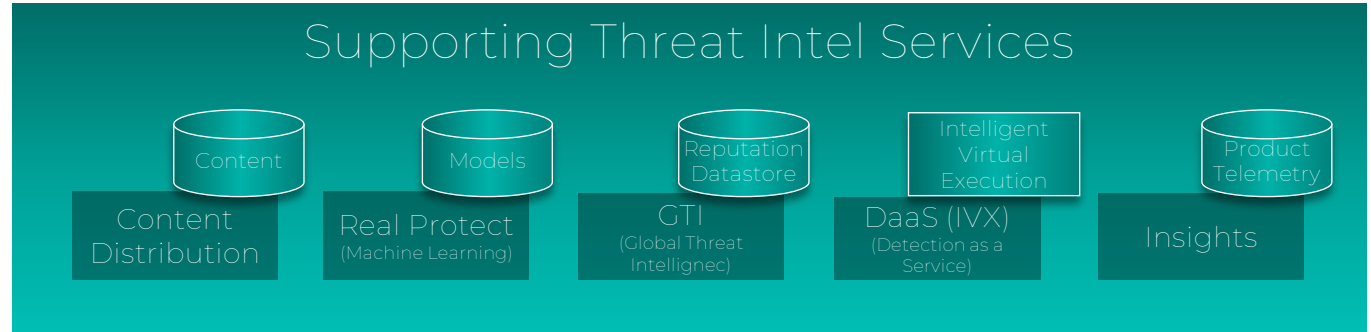 Supporting Threat Intel Services
Content
Models
Reputation
Datastore
Intelligent
Virtual
Execution
Product
Telemetry
Content
Distribution
Real Protect
(Machine Learning)
GTI
(Global Threat
Intellignec)
DaaS (IVX)
(Detection as a
Service)
Insights